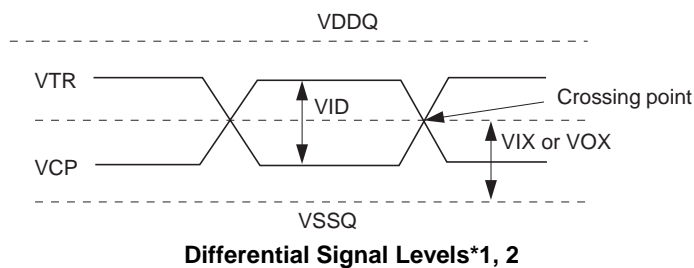 VDDQ
VTR
VID
Crossing point
VIX or VOX
VCP
VSSQ
Differential Signal Levels*1, 2